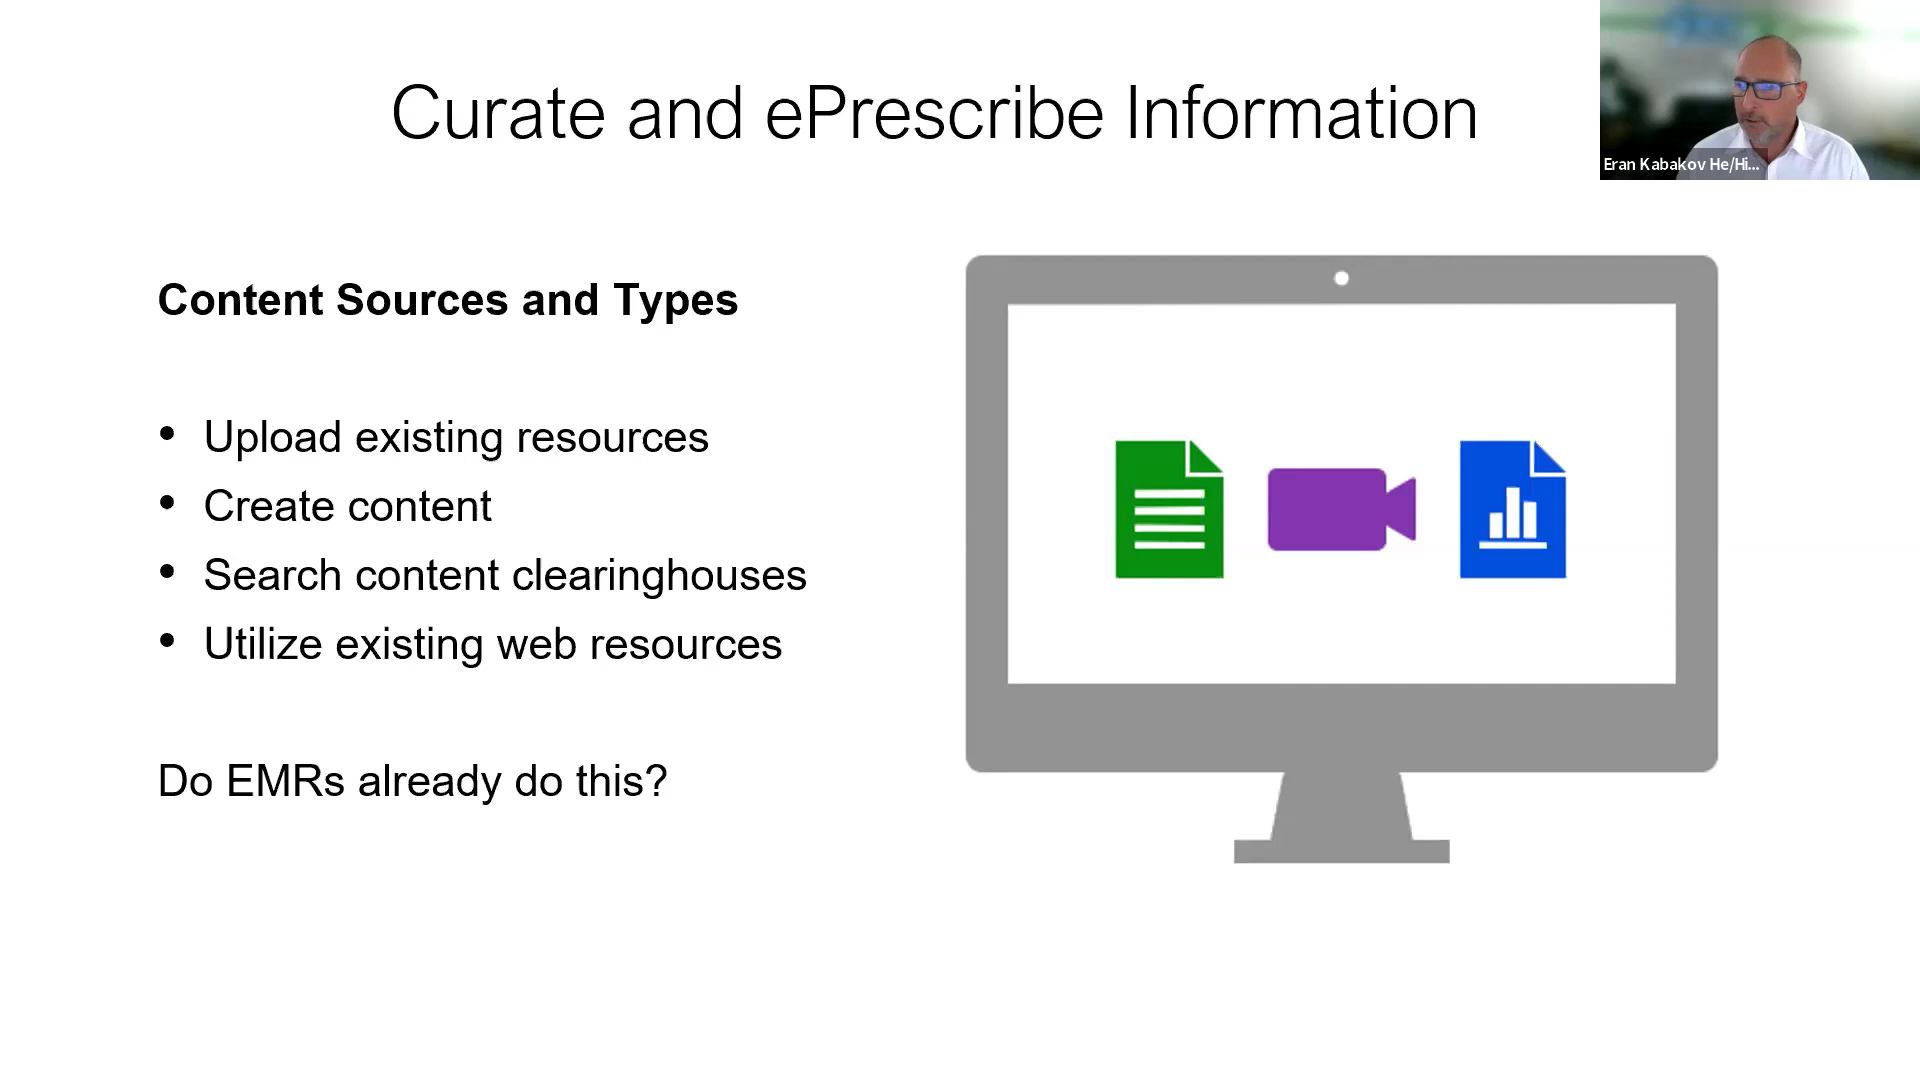 Curate and ePrescribe Information
Eran Kabakov He/Hi...
Content Sources and Types
• Upload existing resources
• Create content
• Search content clearinghouses
• Utilize existing web resources
Do EMRs already do this?